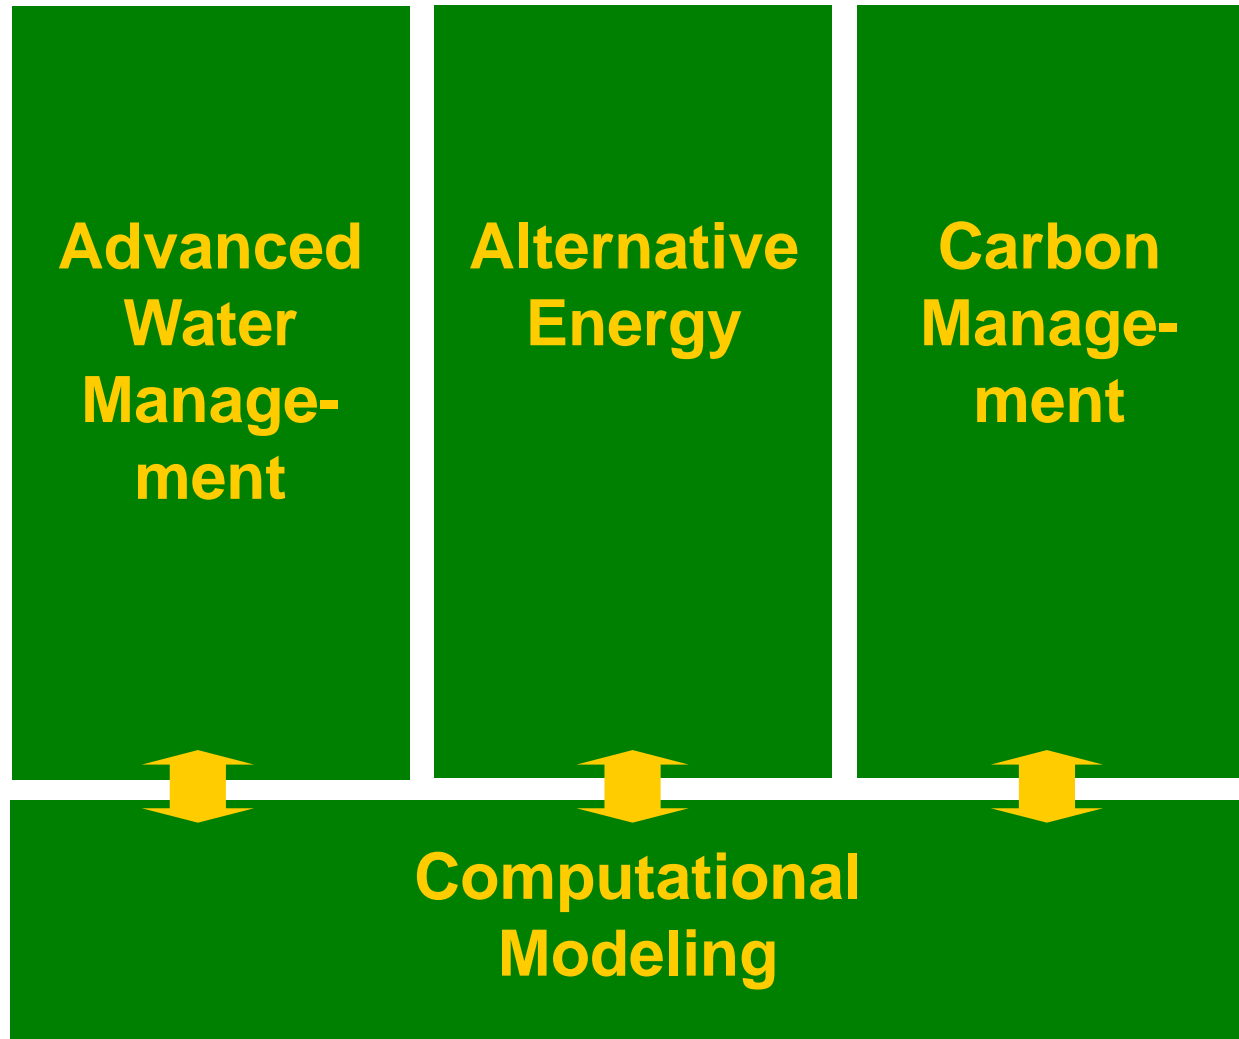 Advanced
Water
Manage-
ment
Alternative
Energy
Carbon
Manage-
ment
Computational
Modeling